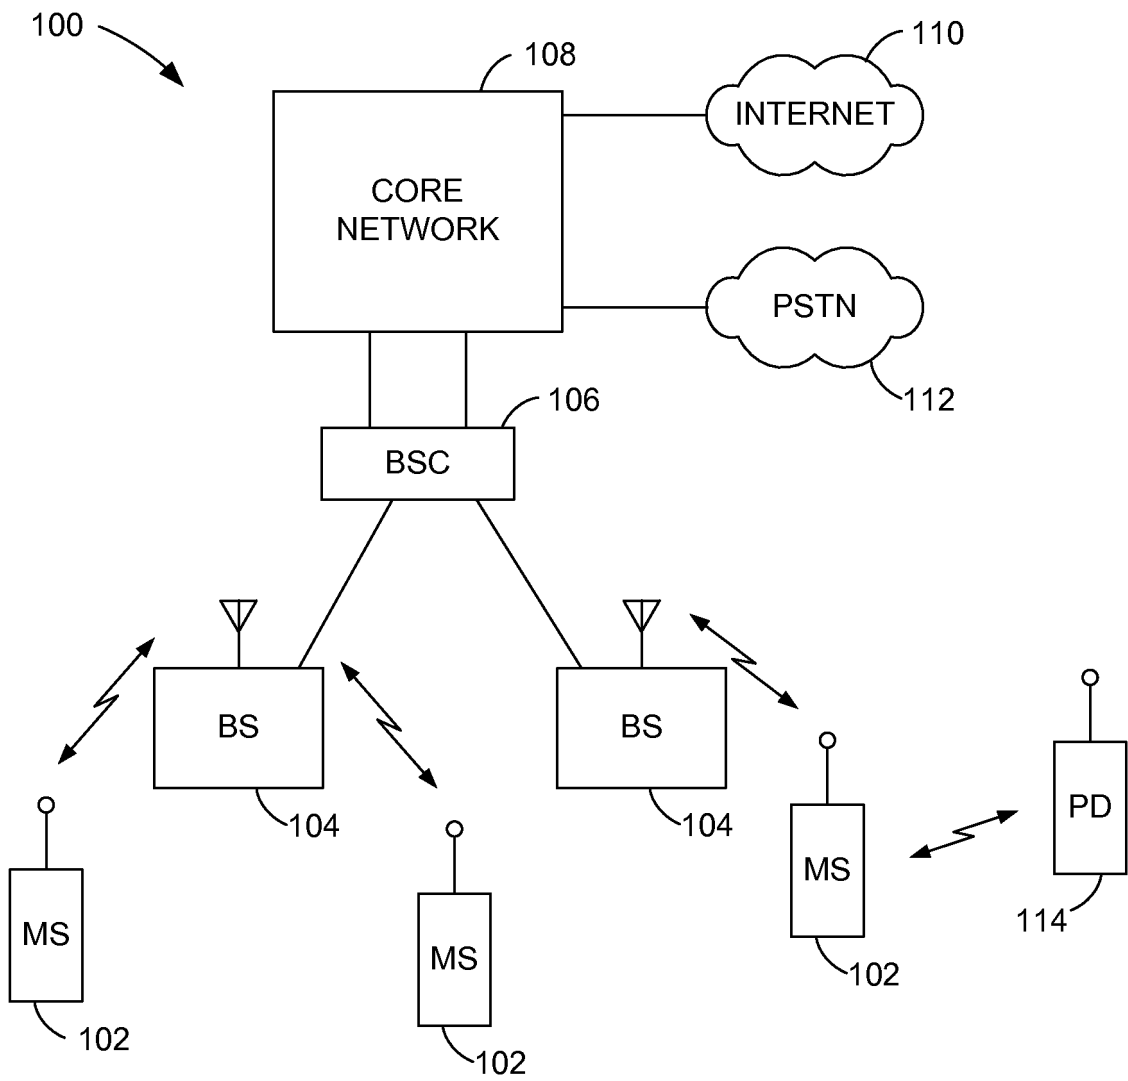 100
110
108
INTERNET
CORE
NETWORK
PSTN
112
106
BSC
BS
BS
104
104
PD
MS
MS
MS
114
102
102
102